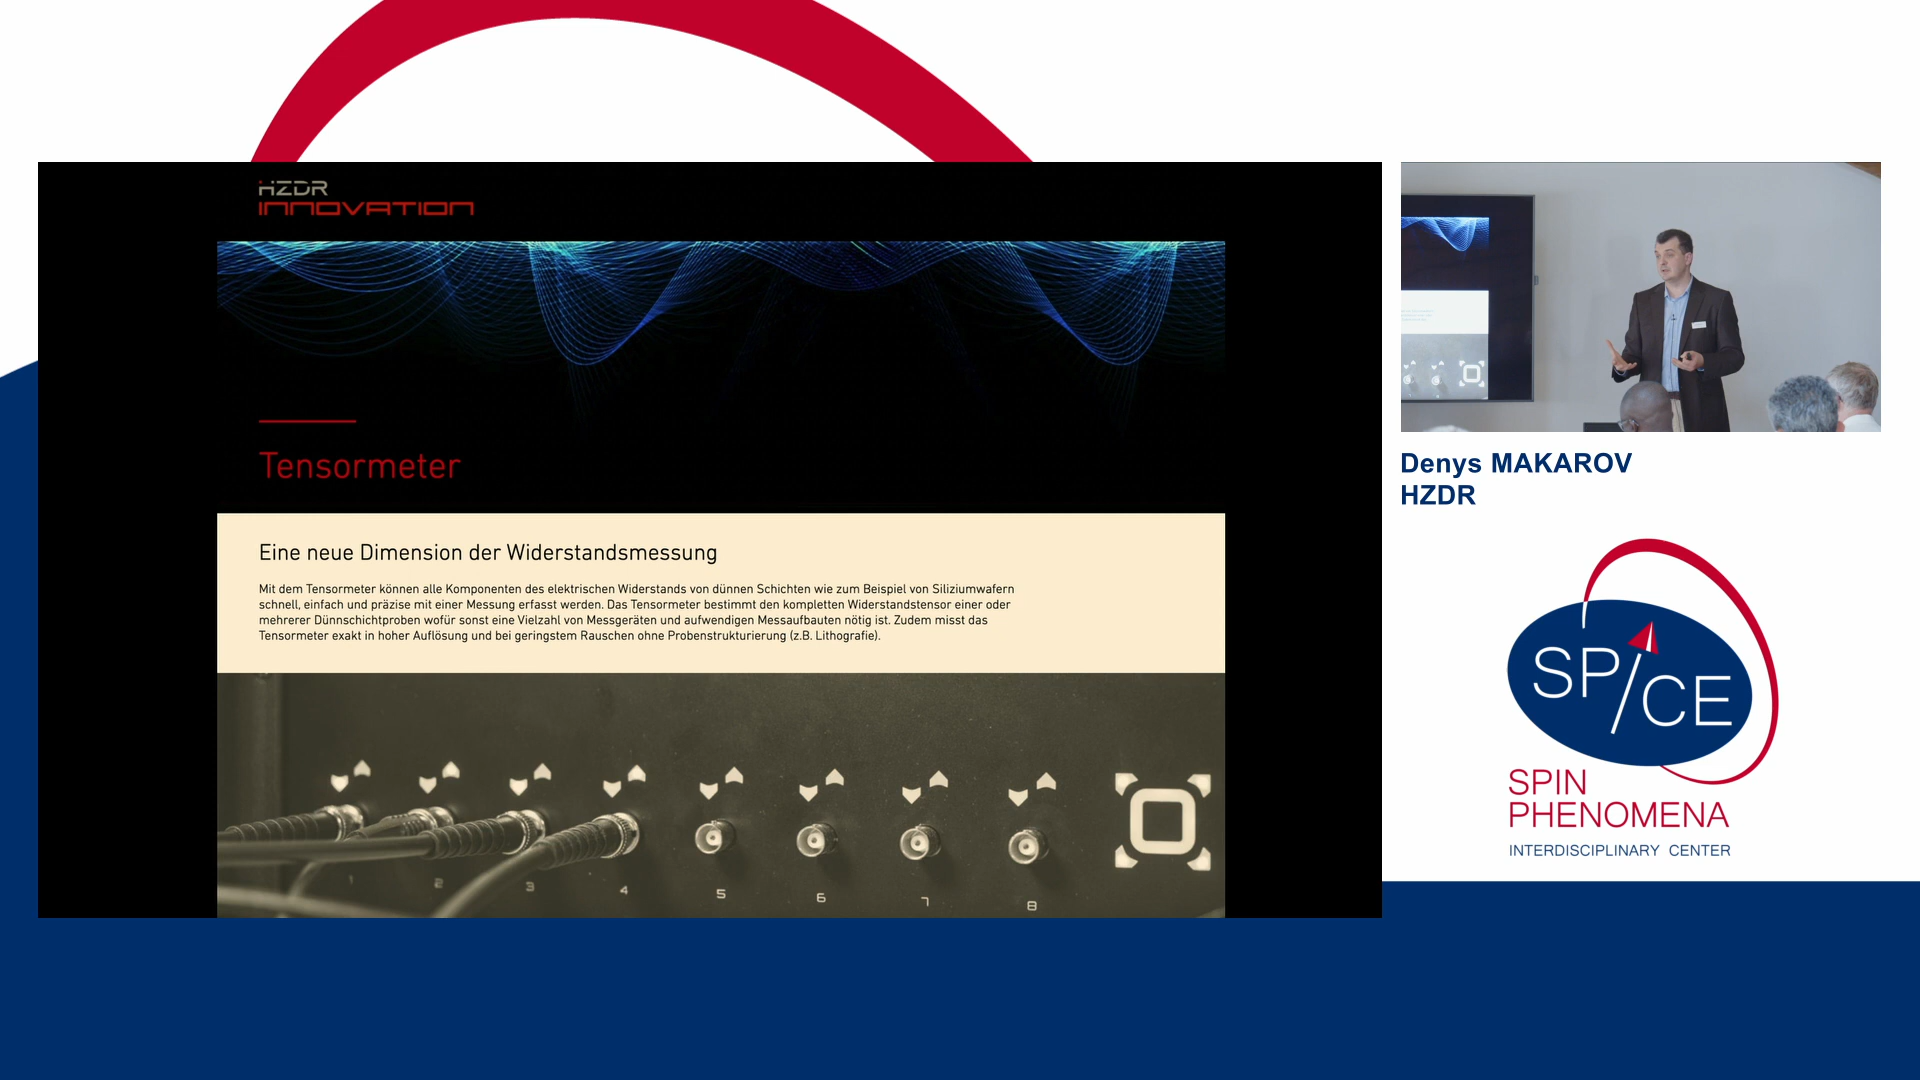 HZDR
INNOVATION
Tensormeter
Eine neue Dimension der Widerstandsmessung
Mit dem Tensormeter können alle Komponenten des elektrischen Widerstands von dünnen Schichten wie zum Beispiel von Siliziumwafern
schnell, einfach und präzise mit einer Messung erfasst werden. Das Tensormeter bestimmt den kompletten Widerstandstensor einer oder
mehrerer Dünnschichtproben wofür sonst eine Vielzahl von Messgeräten und aufwendigen Messaufbauten nötig ist. Zudem misst das
Tensormeter exakt in hoher Auflösung und bei geringstem Rauschen ohne Probenstrukturierung (z.B. Lithografie).
1 2 3 4 5 6 7 8
Denys MAKAROV
HZDR
SP/CE
SPIN
PHENOMENA
INTERDISCIPLINARY CENTER